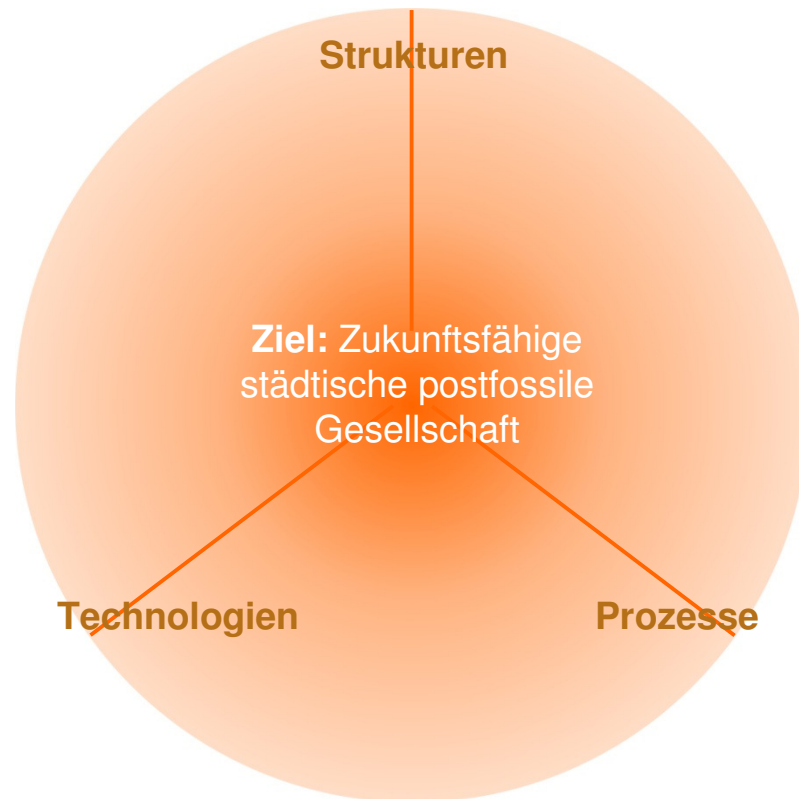 Strukturen
Ziel: Zukunftsfähige
städtische postfossile
Gesellschaft
Technologien
Prozesse